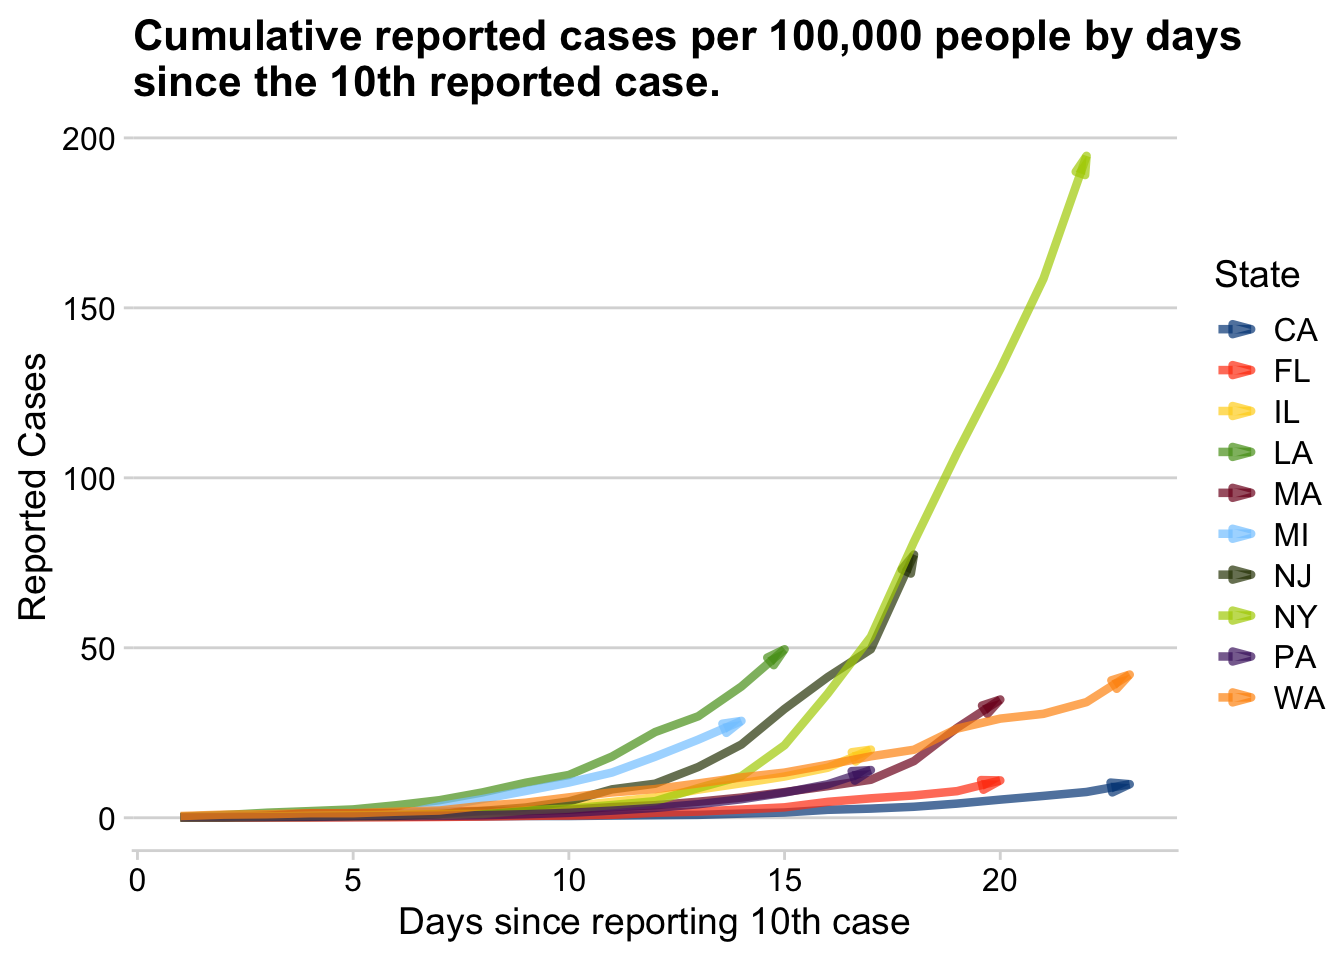 Cumulative reported cases per 100,000 people by days
since the 10th reported case.
200
150
100
50
0
Reported Cases
0
5
10
15
20
Days since reporting 10th case
State
CA
FL
IL
LA
MA
MI
NJ
NY
PA
WA